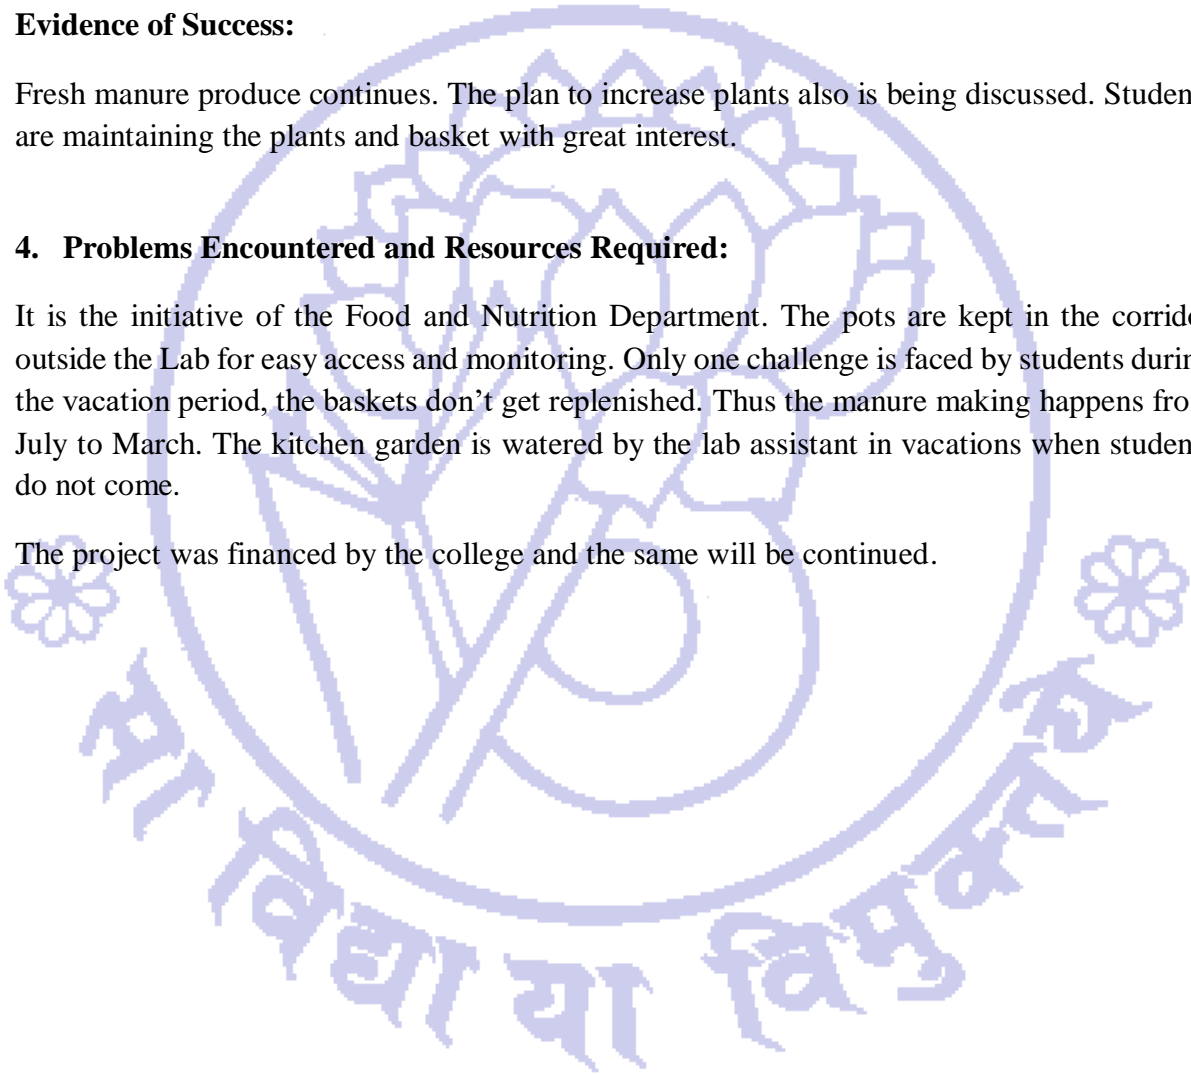 Evidence of Success:
Fresh manure produce continues. The plan to increase plants also is being discussed. Studen
are maintaining the plants and basket with great interest.
4. Problems Encountered and Resources Required:
It is the initiative of the Food and Nutrition Department. The pots are kept in the corrido
outside the Lab for easy access and monitoring. Only one challenge is faced by students durin
the vacation period, the baskets don’t get replenished. Thus the manure making happens fro
July to March. The kitchen garden is watered by the lab assistant in vacations when studen
do not come.
The project was financed by the college and the same will be continued.
सा विद्या या विमुक्तये